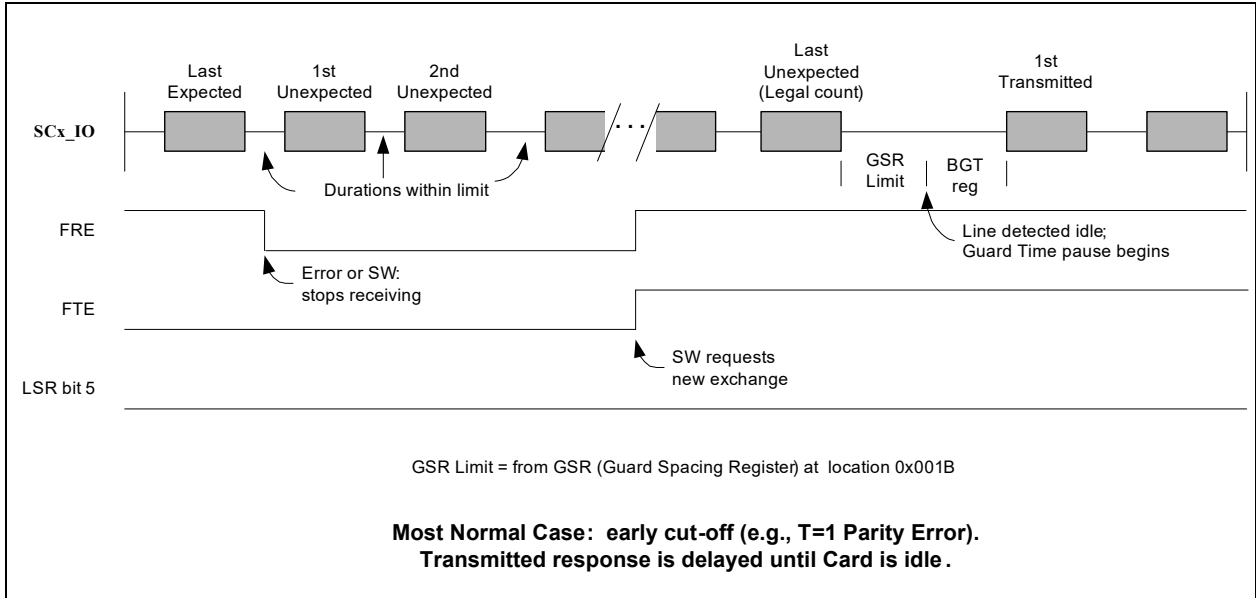 Last
Expected
1st
Unexpected
2nd
Unexpected
Last
Unexpected
(Legal count)
1st
Transmitted
SCx_IO
. . .
Durations within limit
GSR
Limit
BGT
reg
FRE
Line detected idle;
Guard Time pause begins
Error or SW:
stops receiving
FTE
SW requests
new exchange
LSR bit 5
GSR Limit = from GSR (Guard Spacing Register) at location 0x001B
Most Normal Case: early cut-off (e.g., T=1 Parity Error).
Transmitted response is delayed until Card is idle.